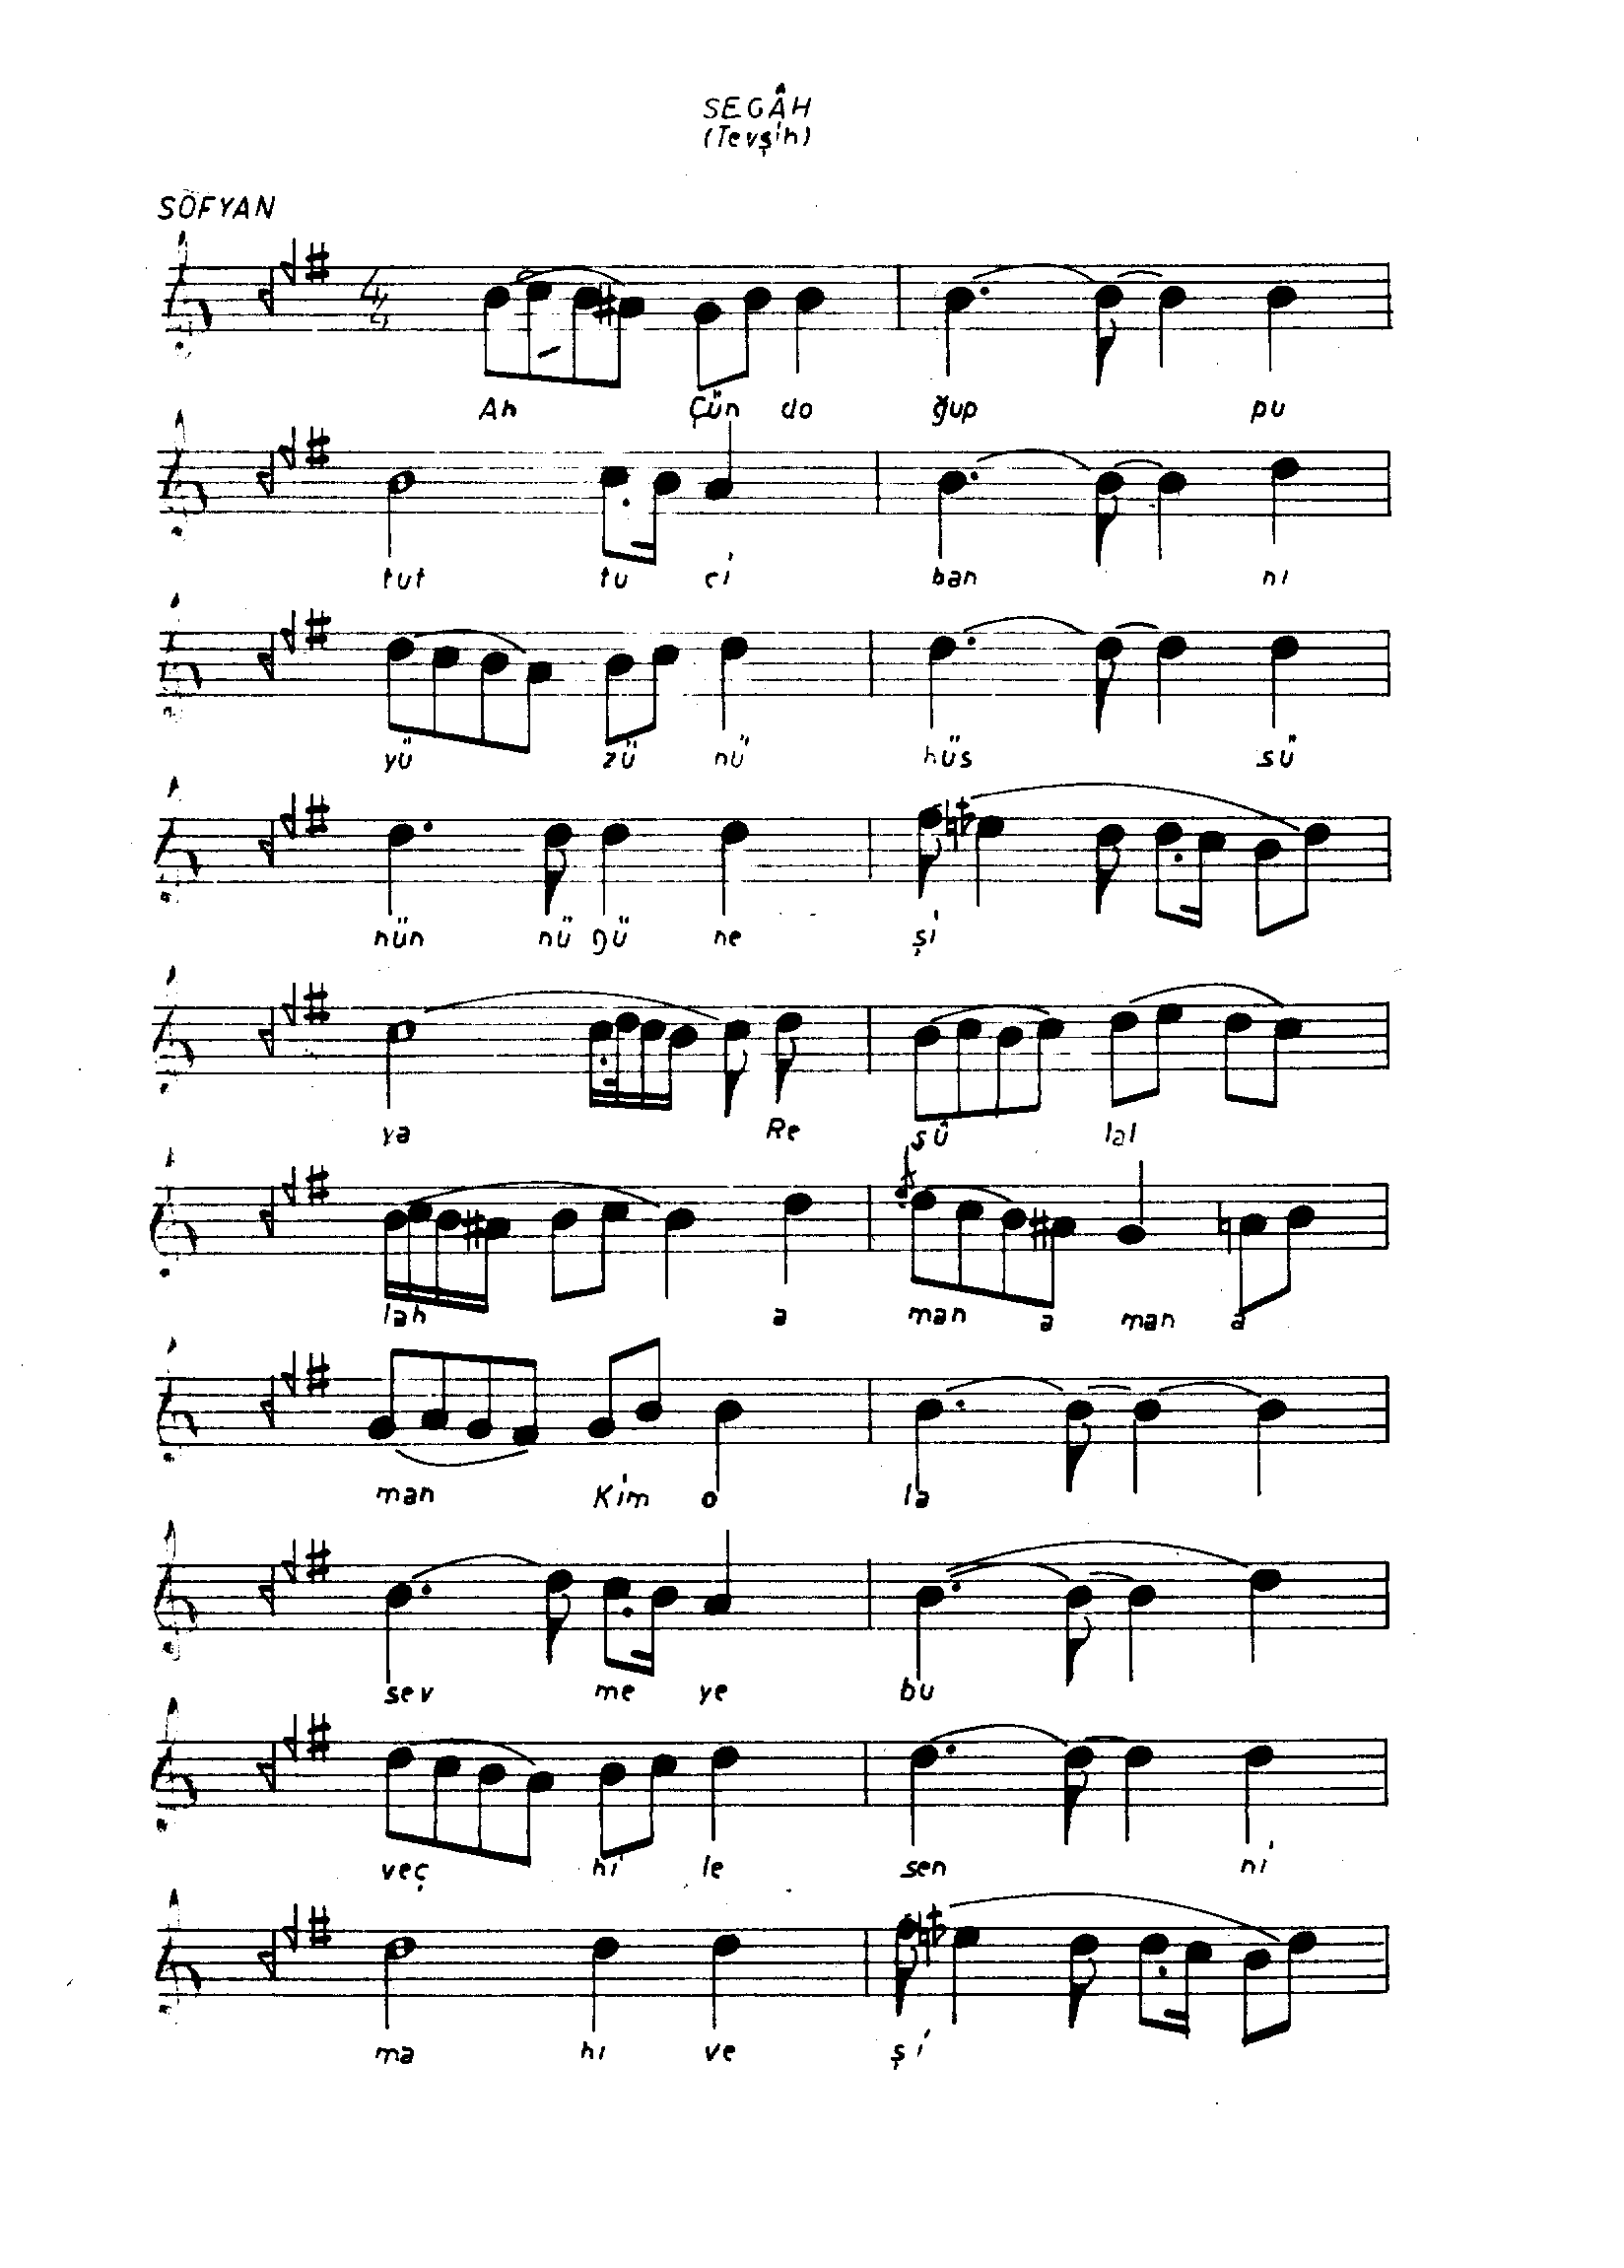 SEGÂH
(Tevşih)
SOFYAN
4/4
Ah Çün do ğup pu
tut tu ci ban nı
yü zü nü hüs sü
nün nü gü ne şi
ya Re sû lal
lah a man a man a
man Kim o la
sev me ye bu
veç hi le sen ni
ma hı ve şi